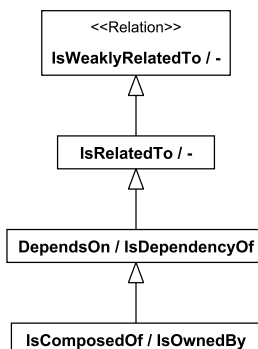 <<Relation>>
IsWeaklyRelatedTo / -
IsRelatedTo / -
DependsOn / IsDependencyOf
IsComposedOf / IsOwnedBy